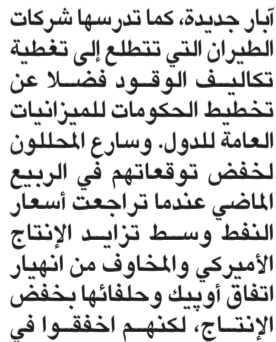 آبار جديدة، كما تدرسها شركات
الطيران التي تتطلع إلى تغطية
تكاليف الوقود فضلا عن
تخطيط الحكومات للميزانيات
العامة للدول. وسارع المحللون
لخفض توقعاتهم في الربيع
الماضي عندما تراجعت أسعار
النفط وسط تزايد الإنتاج
الأميركي والمخاوف من انهيار
اتفاق أوپيك وحلفائها بخفض
الإنتاج، لكنهم اخفقوا في